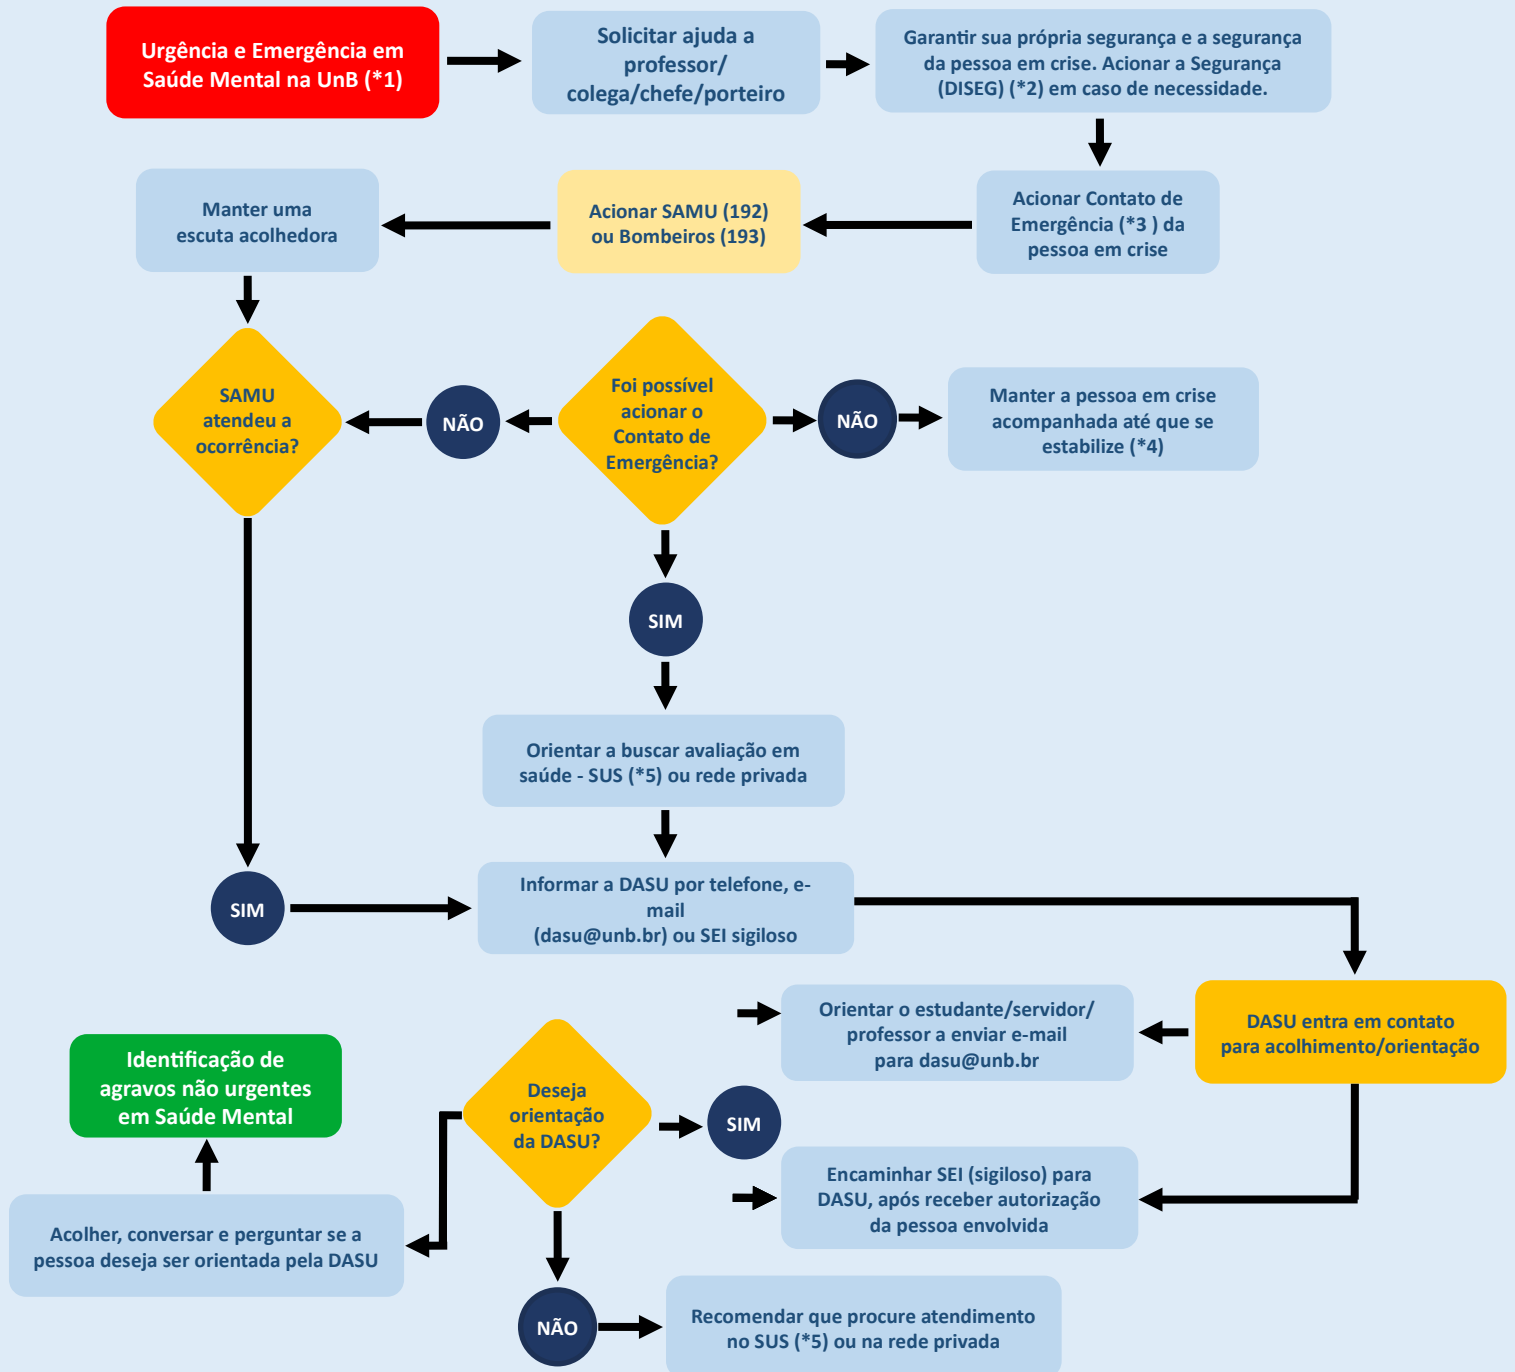 Urgência e Emergência em
Saúde Mental na UnB (*1)
Solicitar ajuda a
professor/
colega/chefe/porteiro
Garantir sua própria segurança e a segurança
da pessoa em crise. Acionar a Segurança
(DISEG) (*2) em caso de necessidade.
Manter uma
escuta acolhedora
Acionar SAMU (192)
ou Bombeiros (193)
Acionar Contato de
Emergência (*3 ) da
pessoa em crise
SAMU
atendeu a
ocorrência?
NÃO
Foi possível
acionar o
Contato de
Emergência?
NÃO
Manter a pessoa em crise
acompanhada até que se
estabilize (*4)
SIM
Orientar a buscar avaliação em
saúde - SUS (*5) ou rede privada
SIM
Informar a DASU por telefone, e-
mail
(dasu@unb.br) ou SEI sigiloso
Orientar o estudante/servidor/
professor a enviar e-mail
para dasu@unb.br
DASU entra em contato
para acolhimento/orientação
Identificação de
agravos não urgentes
em Saúde Mental
Deseja
orientação
da DASU?
SIM
Encaminhar SEI (sigiloso) para
DASU, após receber autorização
da pessoa envolvida
Acolher, conversar e perguntar se a
pessoa deseja ser orientada pela DASU
NÃO
Recomendar que procure atendimento
no SUS (*5) ou na rede privada